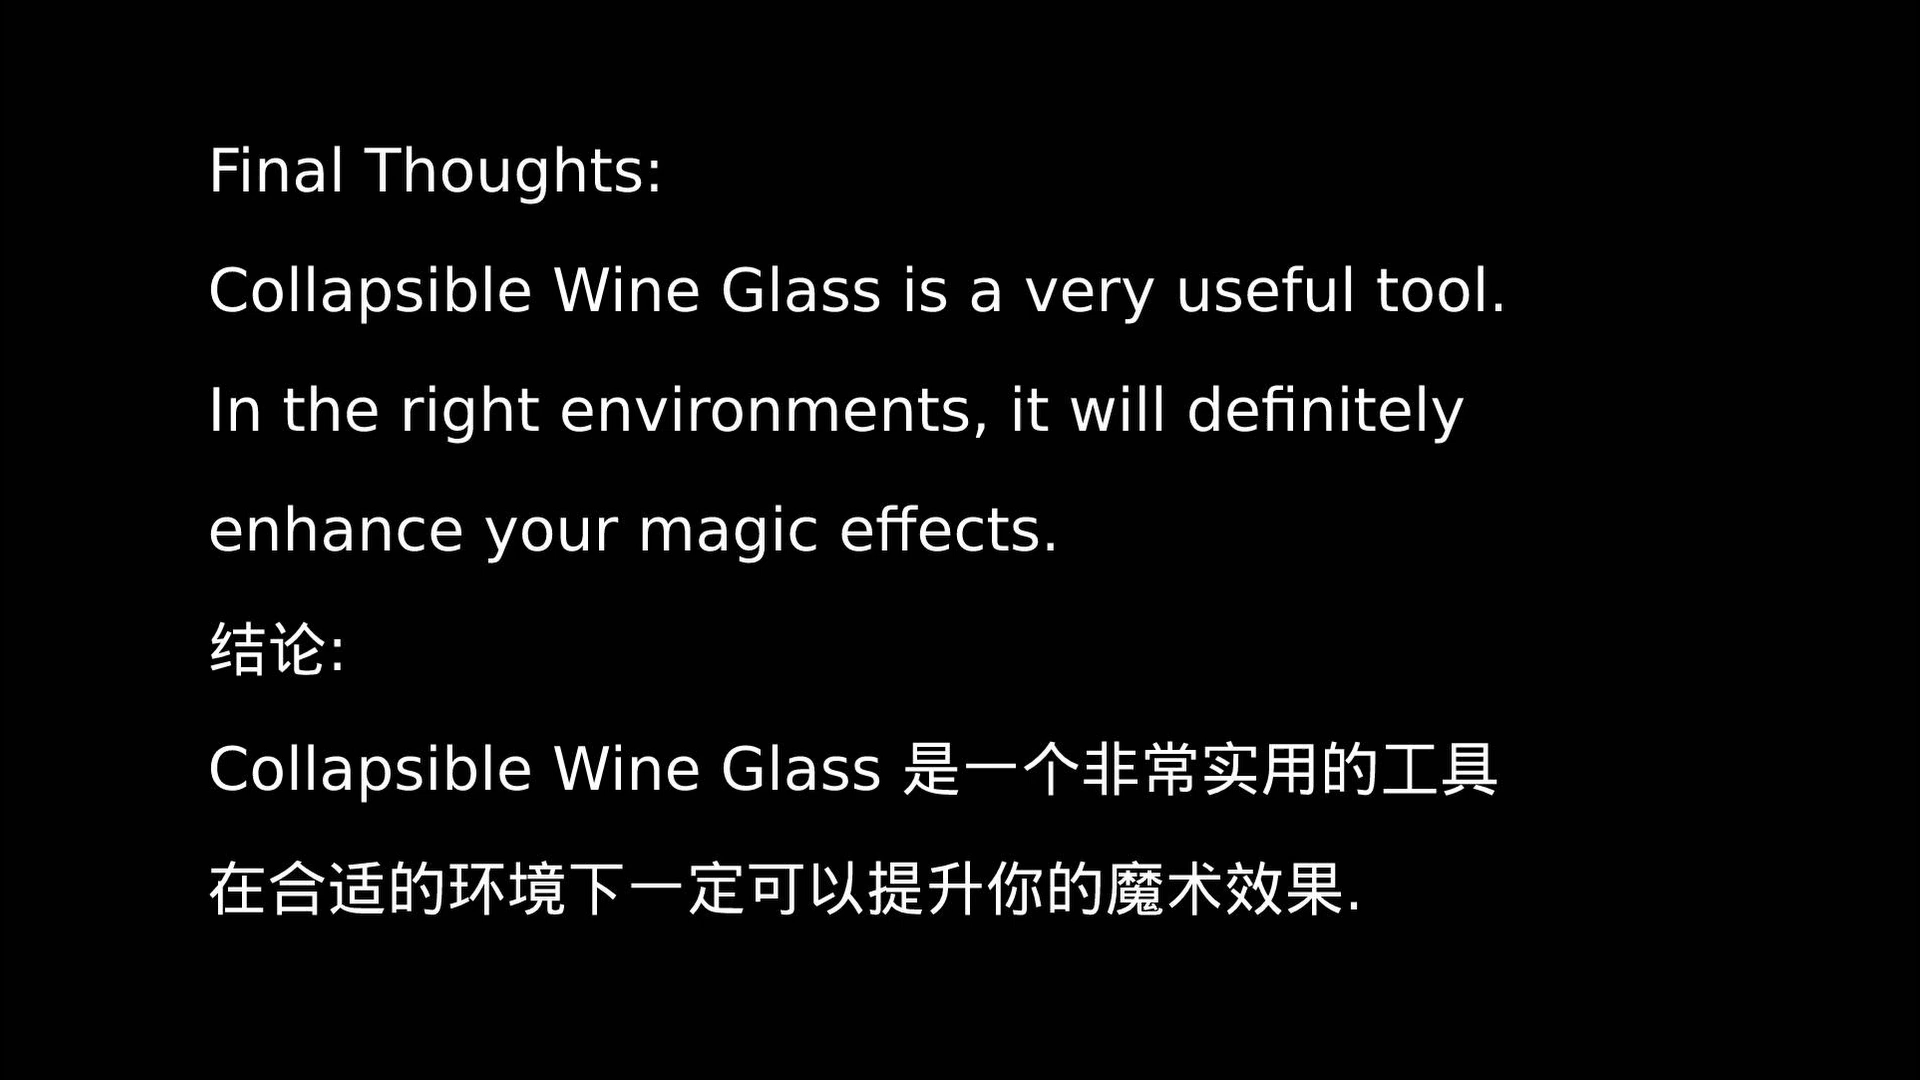 Final Thoughts:
Collapsible Wine Glass is a very useful tool.
In the right environments, it will definitely
enhance your magic effects.
结论:
Collapsible Wine Glass 是一个非常实用的工具
在合适的环境下一定可以提升你的魔术效果.